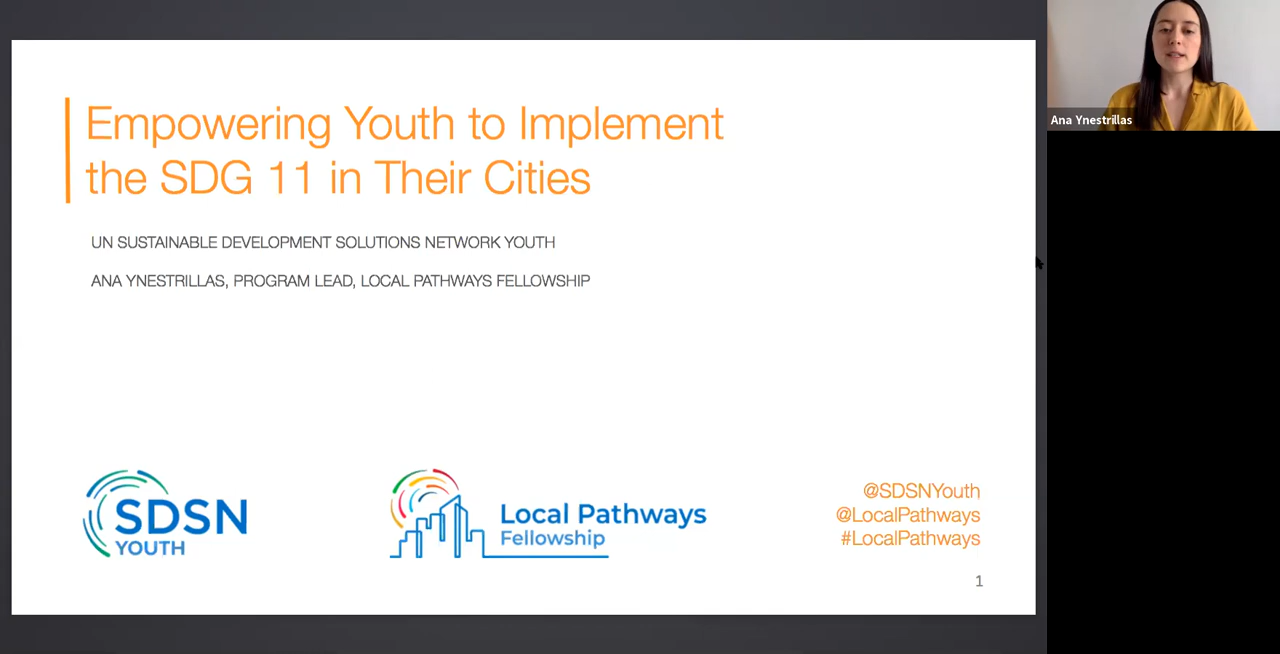 Empowering Youth to Implement
the SDG 11 in Their Cities
UN SUSTAINABLE DEVELOPMENT SOLUTIONS NETWORK YOUTH
ANA YNESTRILLAS, PROGRAM LEAD, LOCAL PATHWAYS FELLOWSHIP
SDSN
YOUTH
Local Pathways
Fellowship
@SDSNYouth
@LocalPathways
#LocalPathways
1
Ana Ynestrillas